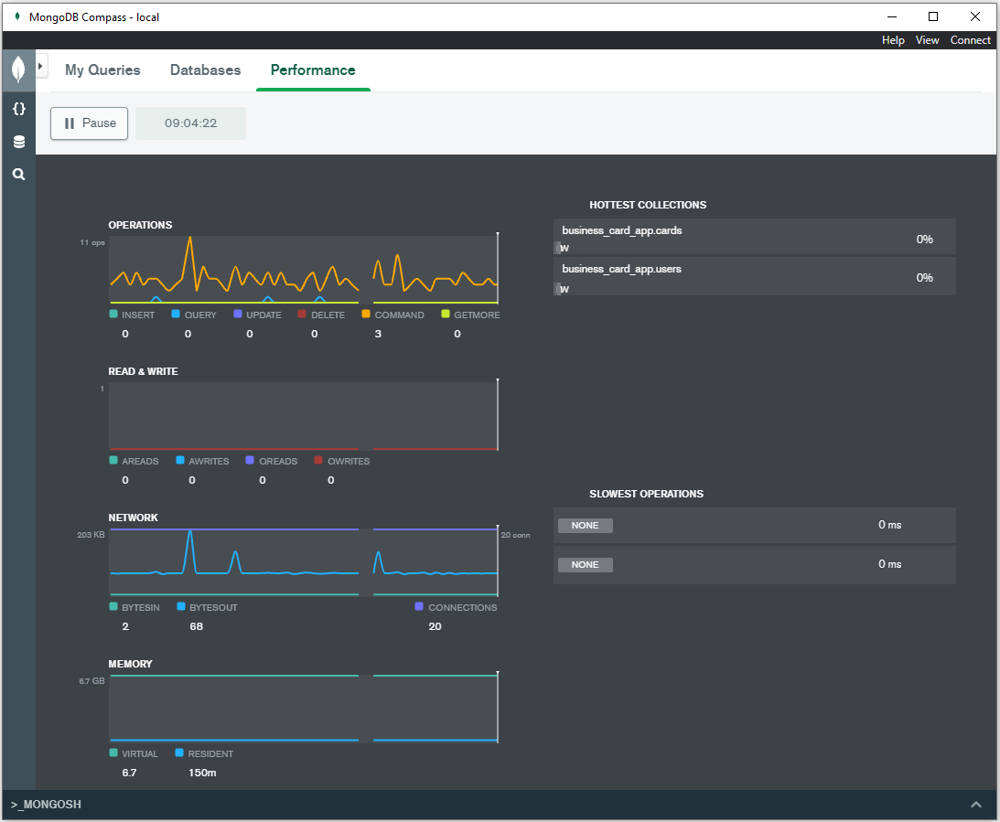 MongoDB Compass - local
Help View Connect
My Queries Databases Performance
Pause 09:04:22
OPERATIONS
11 ops
INSERT QUERY UPDATE DELETE COMMAND GETMORE
0 0 0 0 3 0
READ & WRITE
1
AREADS AWRITES QREADS QWRITES
0 0 0 0
NETWORK
203 KB 20 conn
BYTESIN BYTESOUT CONNECTIONS
2 68 20
MEMORY
6.7 GB
VIRTUAL RESIDENT
6.7 150m
HOTTEST COLLECTIONS
business_card_app.cards 0%
W
business_card_app.users 0%
W
SLOWEST OPERATIONS
NONE 0 ms
NONE 0 ms
>_MONGOSH